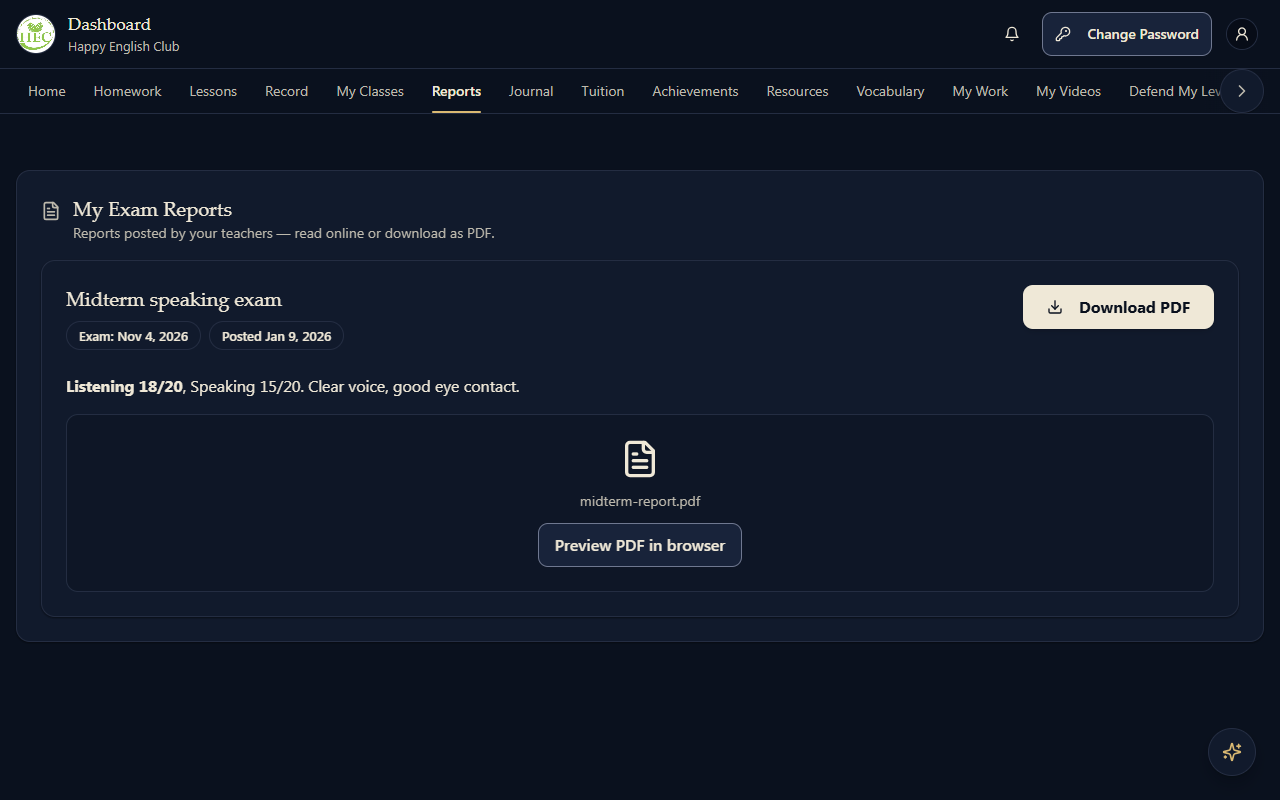 HEC
Dashboard
Happy English Club
Change Password
Home Homework Lessons Record My Classes Reports Journal Tuition Achievements Resources Vocabulary My Work My Videos Defend My Lev
My Exam Reports
Reports posted by your teachers — read online or download as PDF.
Midterm speaking exam
Download PDF
Exam: Nov 4, 2026 Posted Jan 9, 2026
Listening 18/20, Speaking 15/20. Clear voice, good eye contact.
midterm-report.pdf
Preview PDF in browser